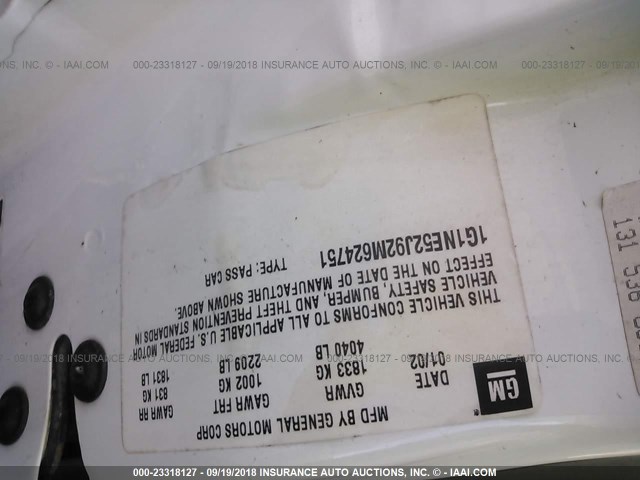 000-23318127 - 09/19/2018 INSURANCE AUTO AUCTIONS, INC. © - IAAI.COM
MFD BY GENERAL MOTORS CORP
GM
DATE GVWR GAWR FRT GAWR RR
01/02 1833 KG 1002 KG 831 KG
4040 LB 2209 LB 1831 LB
THIS VEHICLE CONFORMS TO ALL APPLICABLE U.S. FEDERAL MOTOR
VEHICLE SAFETY, BUMPER, AND THEFT PREVENTION STANDARDS IN
EFFECT ON THE DATE OF MANUFACTURE SHOWN ABOVE.
1G1NE52J92M624751 TYPE: PASS CAR
131 536
000-23318127 - 09/19/2018 INSURANCE AUTO AUCTIONS, INC. © - IAAI.COM